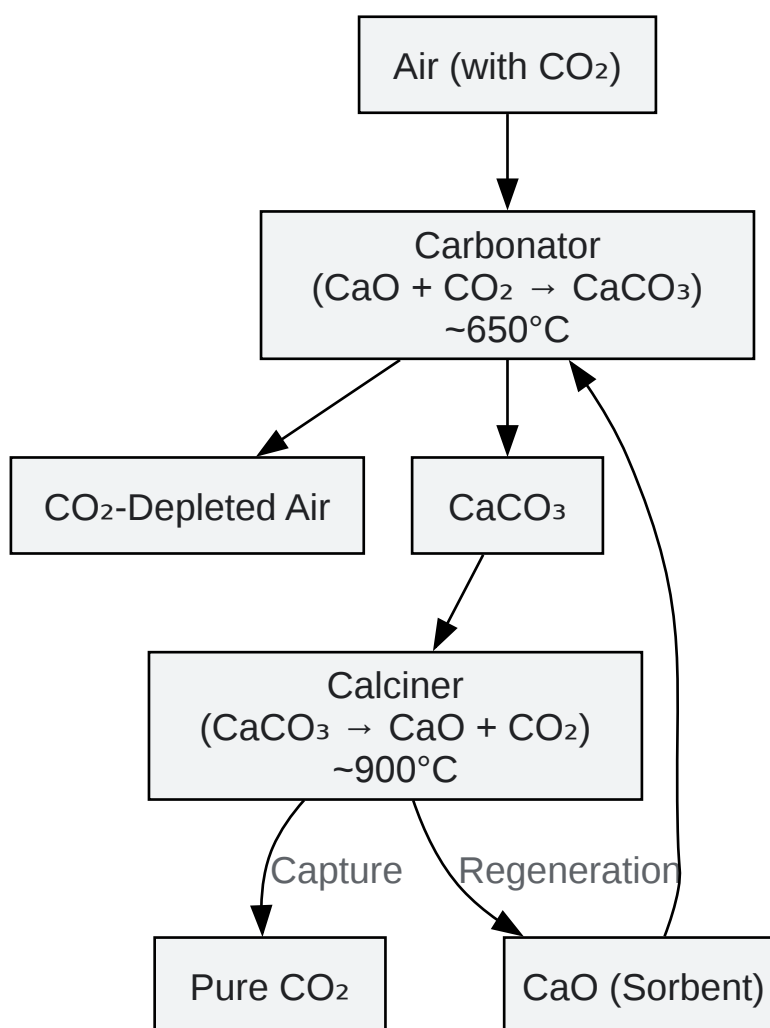 Air (with CO₂)
Carbonator
(CaO + CO₂ → CaCO₃)
~650°C
CO₂-Depleted Air
CaCO₃
Calciner
(CaCO₃ → CaO + CO₂)
~900°C
Capture
Regeneration
Pure CO₂
CaO (Sorbent)